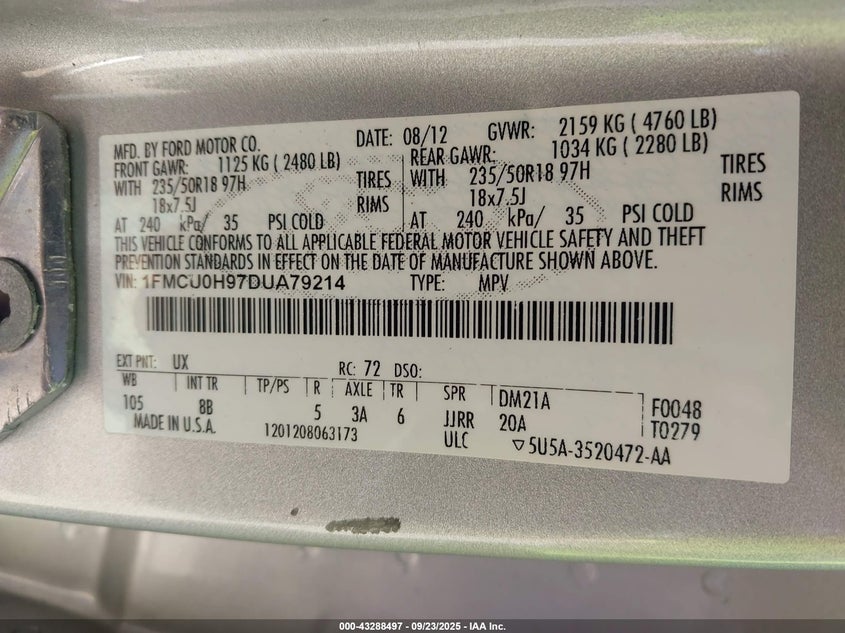 MFD. BY FORD MOTOR CO. DATE: 08/12 GVWR: 2159 KG ( 4760 LB)
FRONT GAWR: 1125 KG ( 2480 LB) REAR GAWR: 1034 KG ( 2280 LB)
WITH 235/50R18 97H TIRES WITH 235/50R18 97H TIRES
18x7.5J RIMS 18x7.5J RIMS
AT 240 kPa/ 35 PSI COLD AT 240 kPa/ 35 PSI COLD
THIS VEHICLE CONFORMS TO ALL APPLICABLE FEDERAL MOTOR VEHICLE SAFETY AND THEFT
PREVENTION STANDARDS IN EFFECT ON THE DATE OF MANUFACTURE SHOWN ABOVE.
VIN: 1FMCU0H97DUA79214 TYPE: MPV
EXT PNT: UX RC: 72 DSO:
WB INT TR TP/PS R AXLE TR SPR DM21A F0048
105 8B 5 3A 6 JJRR 20A T0279
MADE IN U.S.A. 1201208063173 ULC ▽5U5A-3520472-AA
000-43288497 - 09/23/2025 - IAA Inc.